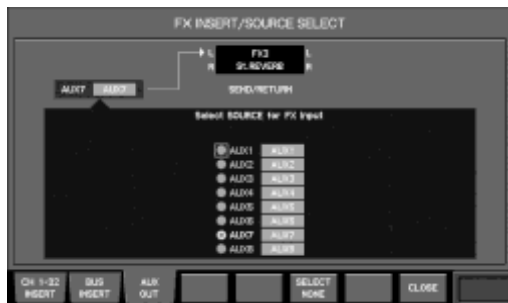 FX INSERT/SOURCE SELECT
L FX3 L
R St.REVERB R
AUX7 AUX7 L
SEND/RETURN
Select SOURCE for FX input
AUX1 AUX1
AUX2 AUX2
AUX3 AUX3
AUX4 AUX4
AUX5 AUX5
AUX6 AUX6
AUX7 AUX7
AUX8 AUX8
CH 1-32 INSERT
BUS INSERT
AUX OUT
SELECT NONE
CLOSE